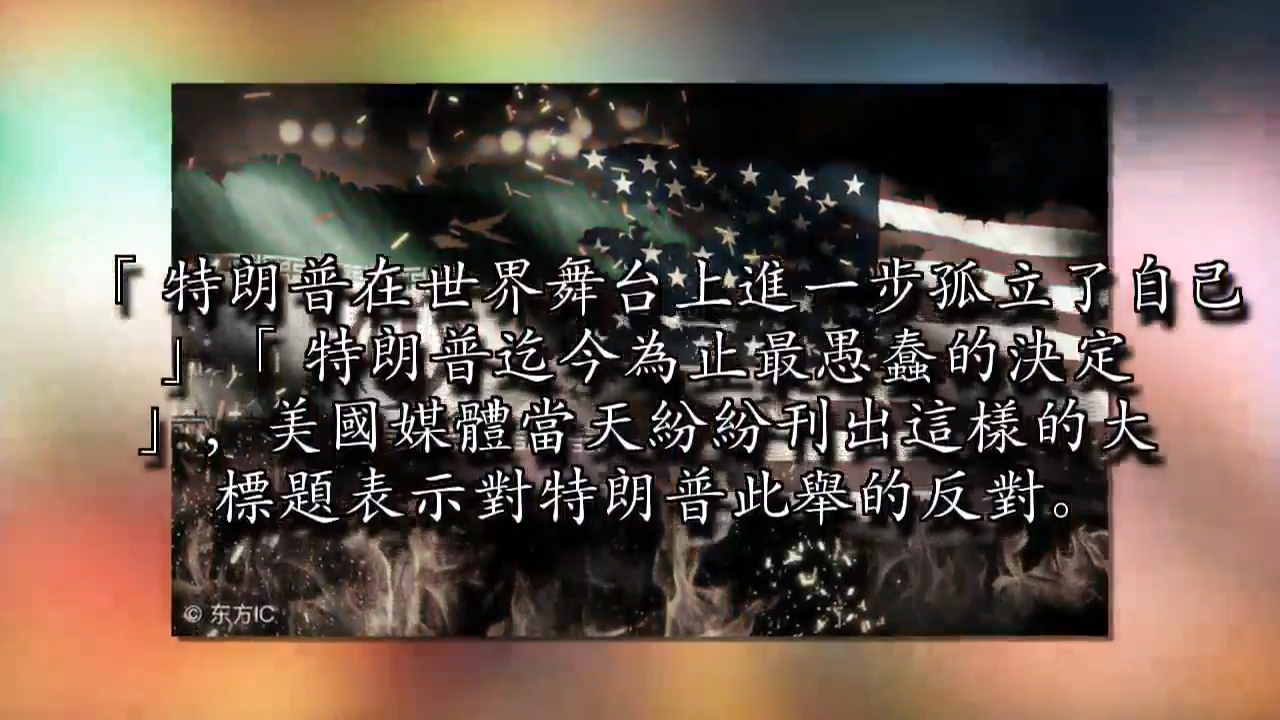 「特朗普在世界舞台上進一步孤立了自己
」「特朗普迄今為止最愚蠢的決定
」，美國媒體當天紛紛刊出這樣的大
標題表示對特朗普此舉的反對。
© 东方IC